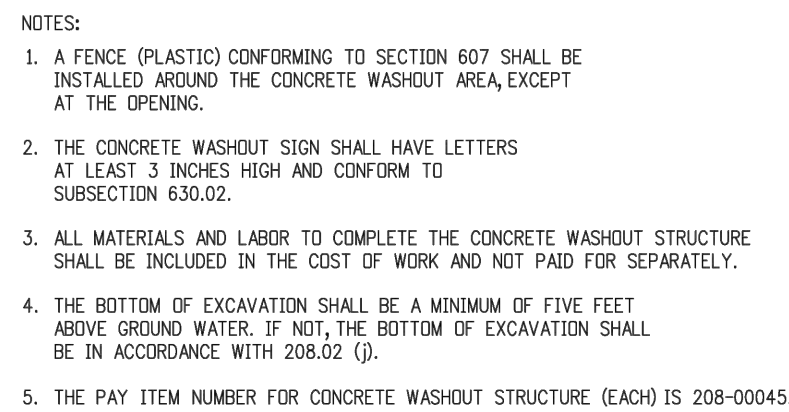 NOTES:
1. A FENCE (PLASTIC) CONFORMING TO SECTION 607 SHALL BE
INSTALLED AROUND THE CONCRETE WASHOUT AREA, EXCEPT
AT THE OPENING.
2. THE CONCRETE WASHOUT SIGN SHALL HAVE LETTERS
AT LEAST 3 INCHES HIGH AND CONFORM TO
SUBSECTION 630.02.
3. ALL MATERIALS AND LABOR TO COMPLETE THE CONCRETE WASHOUT STRUCTURE
SHALL BE INCLUDED IN THE COST OF WORK AND NOT PAID FOR SEPARATELY.
4. THE BOTTOM OF EXCAVATION SHALL BE A MINIMUM OF FIVE FEET
ABOVE GROUND WATER. IF NOT, THE BOTTOM OF EXCAVATION SHALL
BE IN ACCORDANCE WITH 208.02 (j).
5. THE PAY ITEM NUMBER FOR CONCRETE WASHOUT STRUCTURE (EACH) IS 208-00045